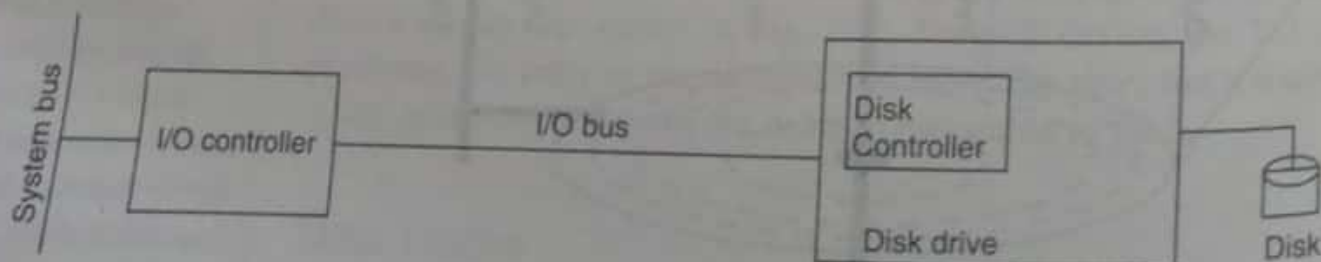 System bus
I/O controller
I/O bus
Disk
Controller
Disk drive
Disk